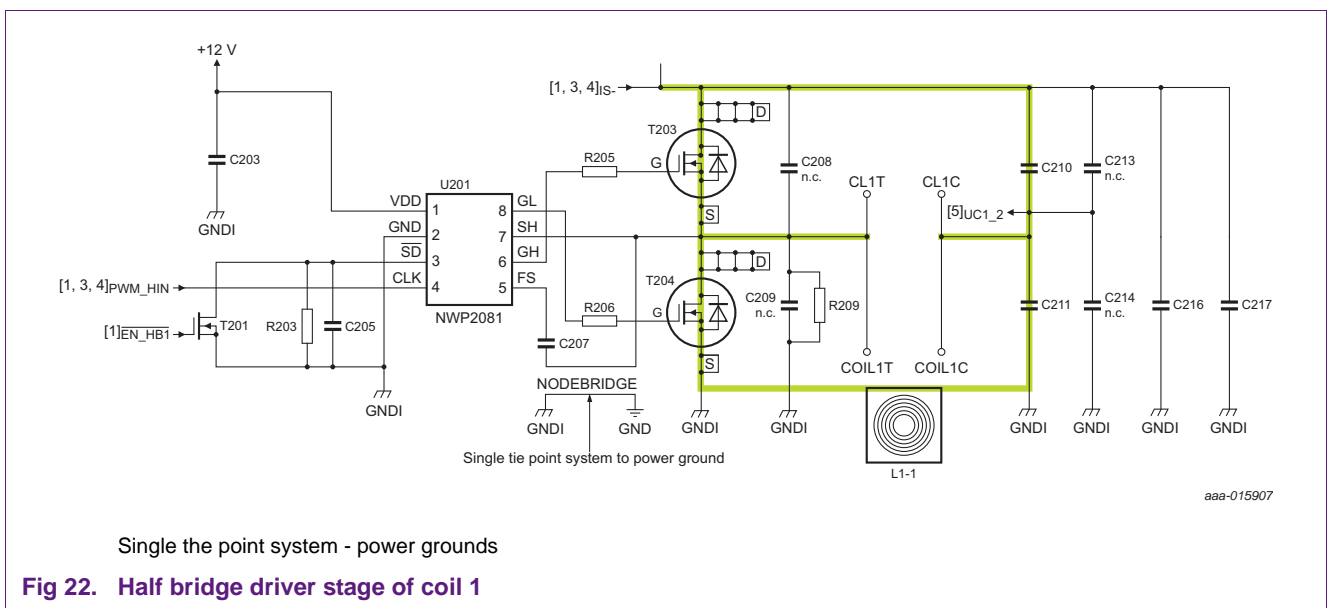 +12 V
[1, 3, 4]IS-
D
T203
C203
R205
G
C208
n.c.
CL1T
CL1C
C210
C213
n.c.
U201
GNDI
VDD
1
8
GL
S
[5]UC1_2
GND
2
7
SH
SD
3
6
GH
D
T204
[1, 3, 4]PWM_HIN
CLK
4
5
FS
R206
G
C209
n.c.
R209
C211
C214
n.c.
C216
C217
[1]EN_HB1
T201
R203
C205
NWP2081
C207
S
COIL1T
COIL1C
NODEBRIDGE
GNDI
GNDI
GND
GNDI
GNDI
GNDI
GNDI
GNDI
GNDI
Single tie point system to power ground
L1-1
aaa-015907
Single the point system - power grounds
Fig 22. Half bridge driver stage of coil 1